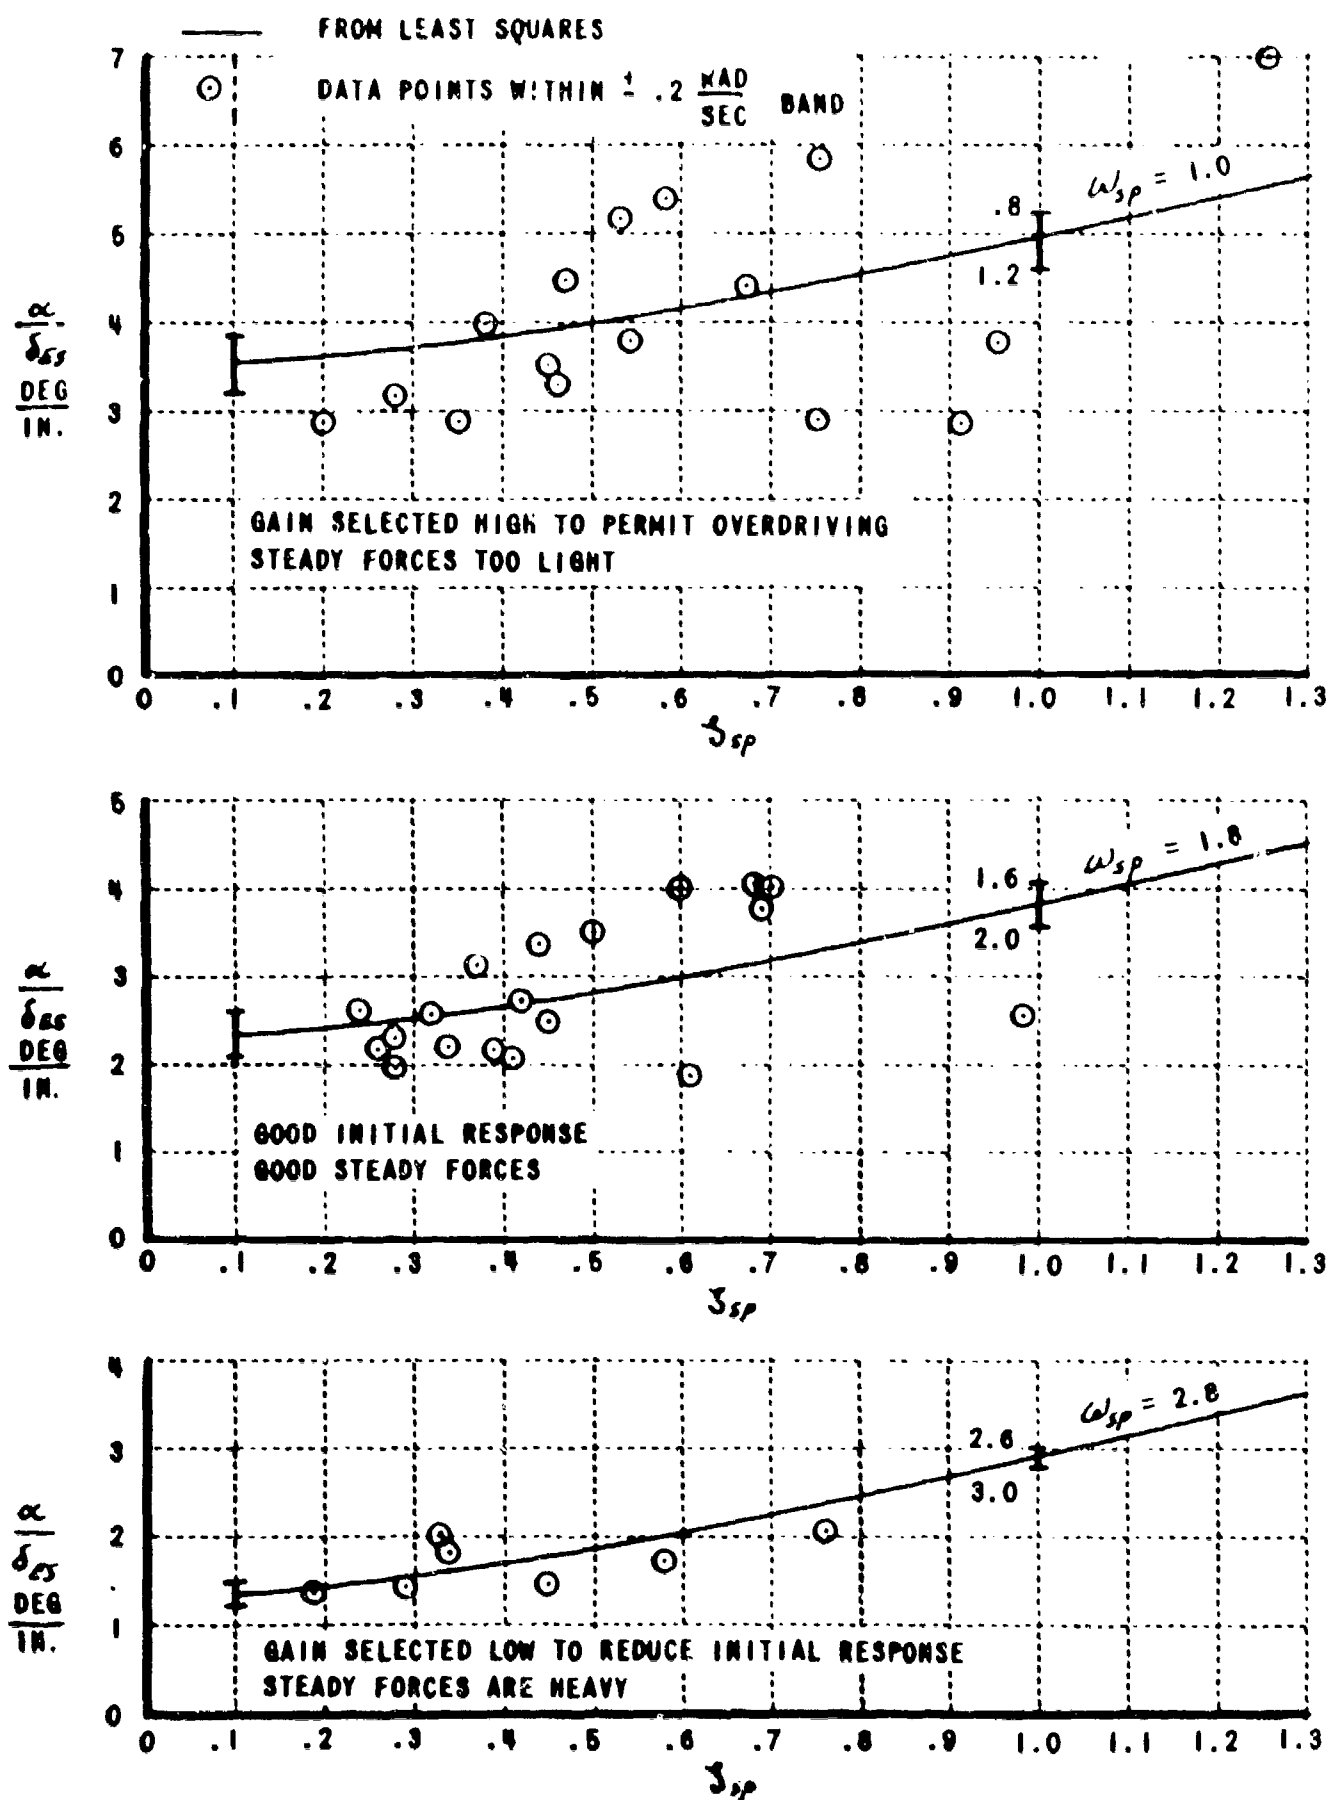 FROM LEAST SQUARES
DATA POINTS WITHIN ± .2 RAD/SEC BAND
7
6
5
4
3
2
1
0
α/δES DEG/IN.
ωsp = 1.0
.8
1.2
GAIN SELECTED HIGH TO PERMIT OVERDRIVING
STEADY FORCES TOO LIGHT
0 .1 .2 .3 .4 .5 .6 .7 .8 .9 1.0 1.1 1.2 1.3
ζsp
5
4
3
2
1
0
α/δES DEG/IN.
ωsp = 1.8
1.6
2.0
GOOD INITIAL RESPONSE
GOOD STEADY FORCES
0 .1 .2 .3 .4 .5 .6 .7 .8 .9 1.0 1.1 1.2 1.3
ζsp
4
3
2
1
0
α/δES DEG/IN.
ωsp = 2.8
2.6
3.0
GAIN SELECTED LOW TO REDUCE INITIAL RESPONSE
STEADY FORCES ARE HEAVY
0 .1 .2 .3 .4 .5 .6 .7 .8 .9 1.0 1.1 1.2 1.3
ζsp